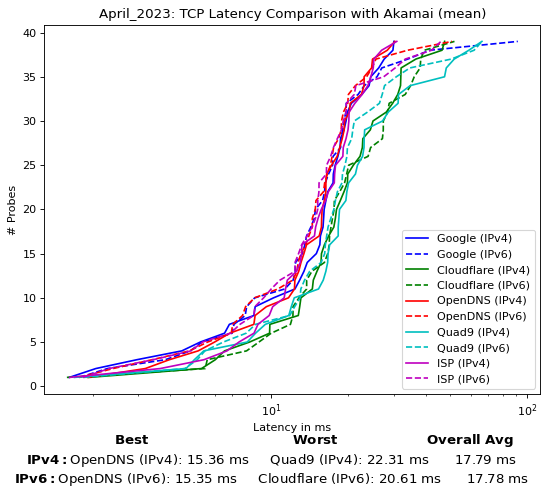 April_2023: TCP Latency Comparison with Akamai (mean)
# Probes
40
35
30
25
20
15
10
5
0
Google (IPv4)
Google (IPv6)
Cloudflare (IPv4)
Cloudflare (IPv6)
OpenDNS (IPv4)
OpenDNS (IPv6)
Quad9 (IPv4)
Quad9 (IPv6)
ISP (IPv4)
ISP (IPv6)
10¹ 10²
Latency in ms
Best Worst Overall Avg
IPv4: OpenDNS (IPv4): 15.36 ms Quad9 (IPv4): 22.31 ms 17.79 ms
IPv6: OpenDNS (IPv6): 15.35 ms Cloudflare (IPv6): 20.61 ms 17.78 ms